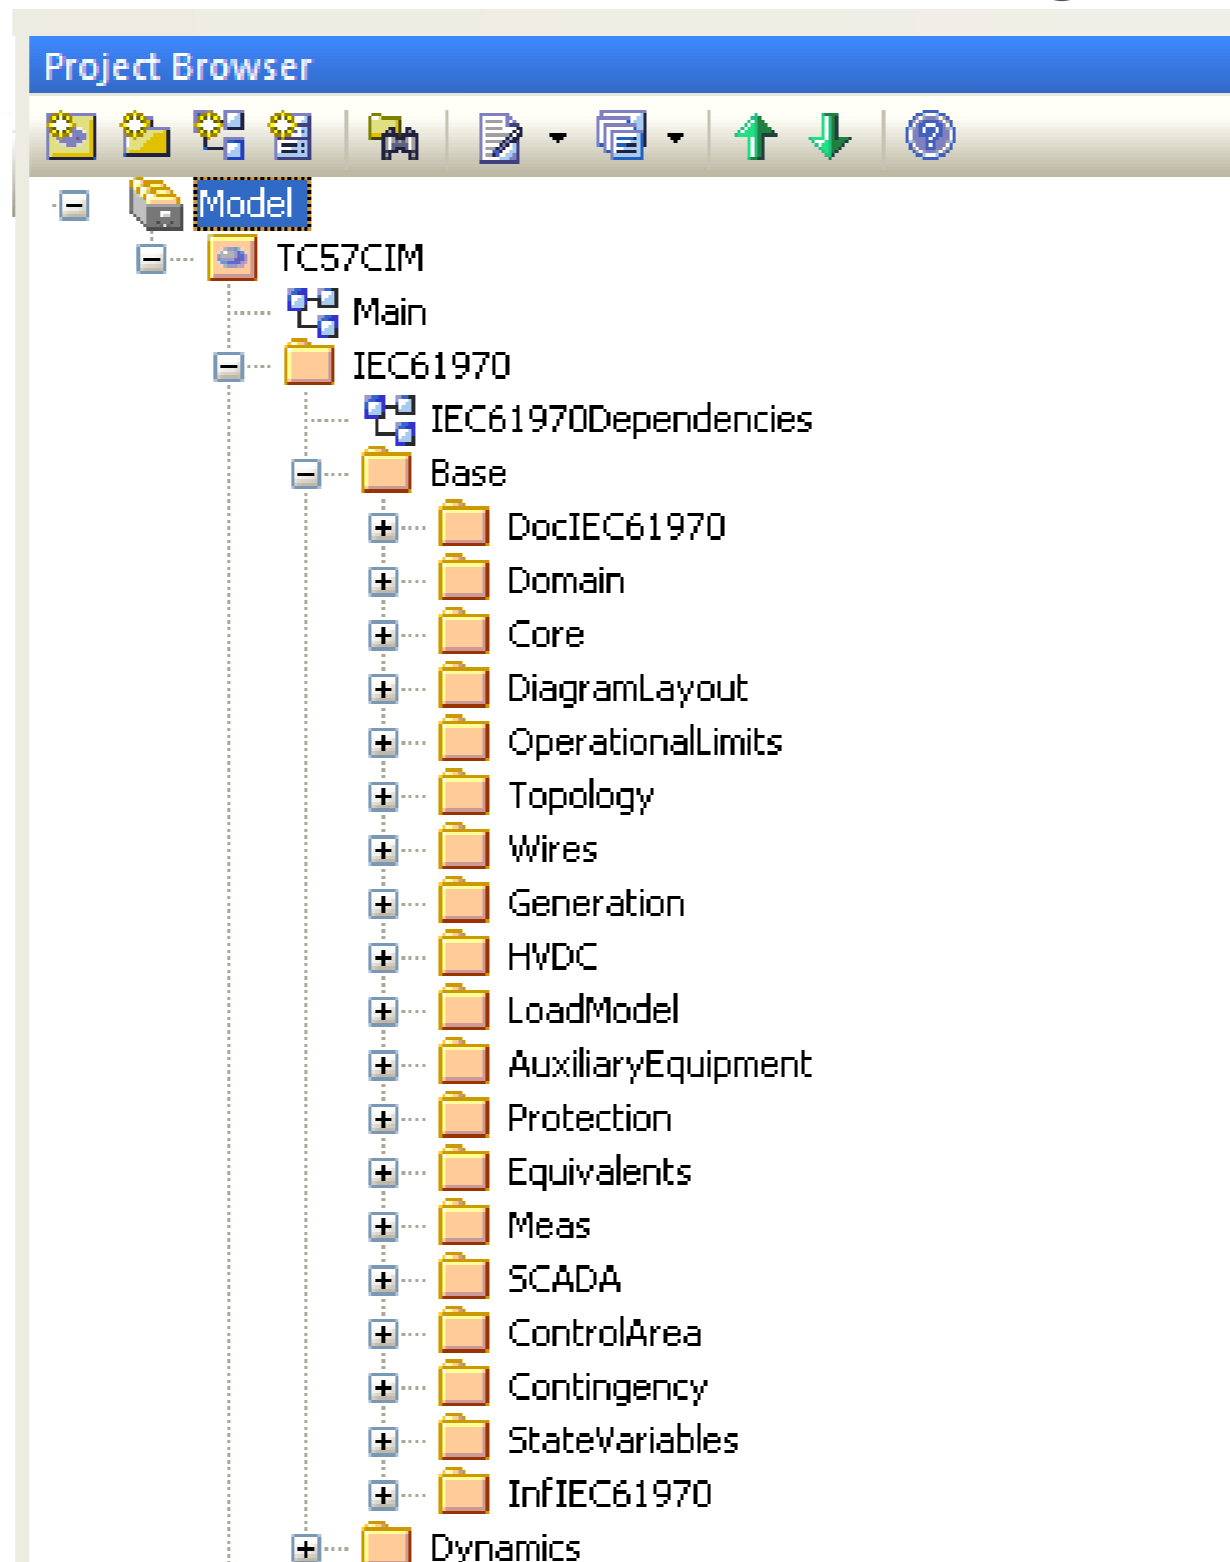 Project Browser
Model
TC57CIM
Main
IEC61970
IEC61970Dependencies
Base
DocIEC61970
Domain
Core
DiagramLayout
OperationalLimits
Topology
Wires
Generation
HVDC
LoadModel
AuxiliaryEquipment
Protection
Equivalents
Meas
SCADA
ControlArea
Contingency
StateVariables
InfIEC61970
Dynamics